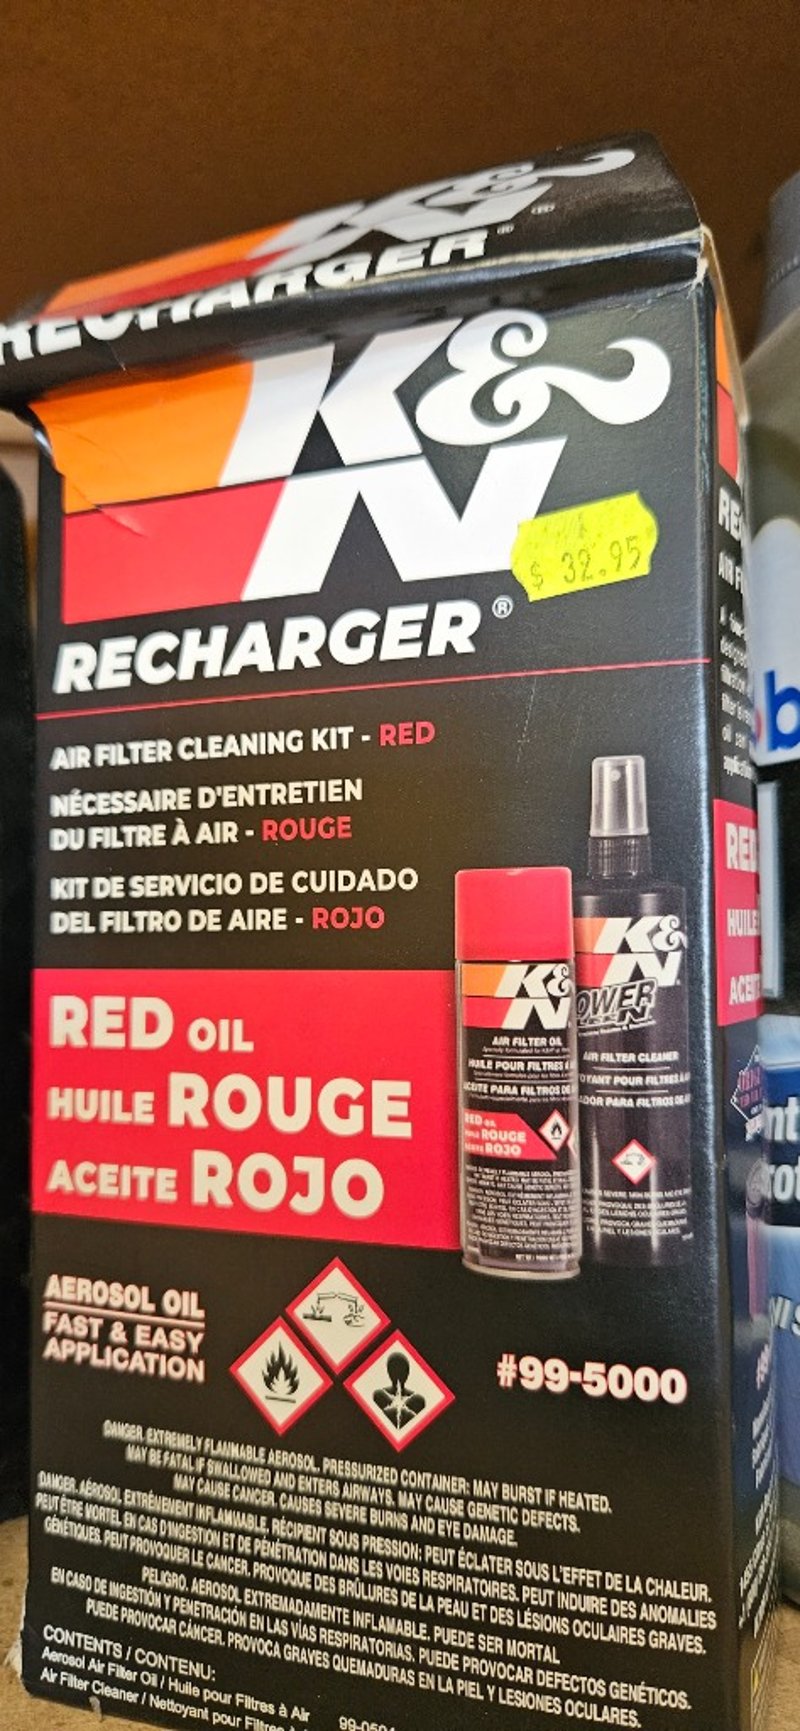 K&N®
RECHARGER®
K&
N
$ 32.95
RECHARGER®
AIR FILTER CLEANING KIT - RED
NÉCESSAIRE D'ENTRETIEN
DU FILTRE À AIR - ROUGE
KIT DE SERVICIO DE CUIDADO
DEL FILTRO DE AIRE - ROJO
RED OIL
HUILE ROUGE
ACEITE ROJO
K&
N
AIR FILTER OIL
HUILE POUR FILTRES
ACEITE PARA FILTROS DE
RED OIL
HUILE ROUGE
ACEITE ROJO
K&
N
AIR FILTER CLEANER
POUR FILTRES À
PARA FILTROS DE
AEROSOL OIL
FAST & EASY
APPLICATION
#99-5000
DANGER. EXTREMELY FLAMMABLE AEROSOL. PRESSURIZED CONTAINER: MAY BURST IF HEATED.
MAY BE FATAL IF SWALLOWED AND ENTERS AIRWAYS. MAY CAUSE GENETIC DEFECTS.
MAY CAUSE CANCER. CAUSES SEVERE BURNS AND EYE DAMAGE.
DANGER. AÉROSOL EXTRÊMEMENT INFLAMMABLE. RÉCIPIENT SOUS PRESSION: PEUT ÉCLATER SOUS L'EFFET DE LA CHALEUR.
PEUT ÊTRE MORTEL EN CAS D'INGESTION ET DE PÉNÉTRATION DANS LES VOIES RESPIRATOIRES. PEUT INDUIRE DES ANOMALIES
GÉNÉTIQUES. PEUT PROVOQUER LE CANCER. PROVOQUE DES BRÛLURES DE LA PEAU ET DES LÉSIONS OCULAIRES GRAVES.
PELIGRO. AEROSOL EXTREMADAMENTE INFLAMABLE. PUEDE SER MORTAL
EN CASO DE INGESTIÓN Y PENETRACIÓN EN LAS VÍAS RESPIRATORIAS. PUEDE PROVOCAR DEFECTOS GENÉTICOS.
PUEDE PROVOCAR CÁNCER. PROVOCA GRAVES QUEMADURAS EN LA PIEL Y LESIONES OCULARES.
CONTENTS / CONTENU:
Aerosol Air Filter Oil / Huile pour Filtres à Air
Air Filter Cleaner / Nettoyant pour Filtres